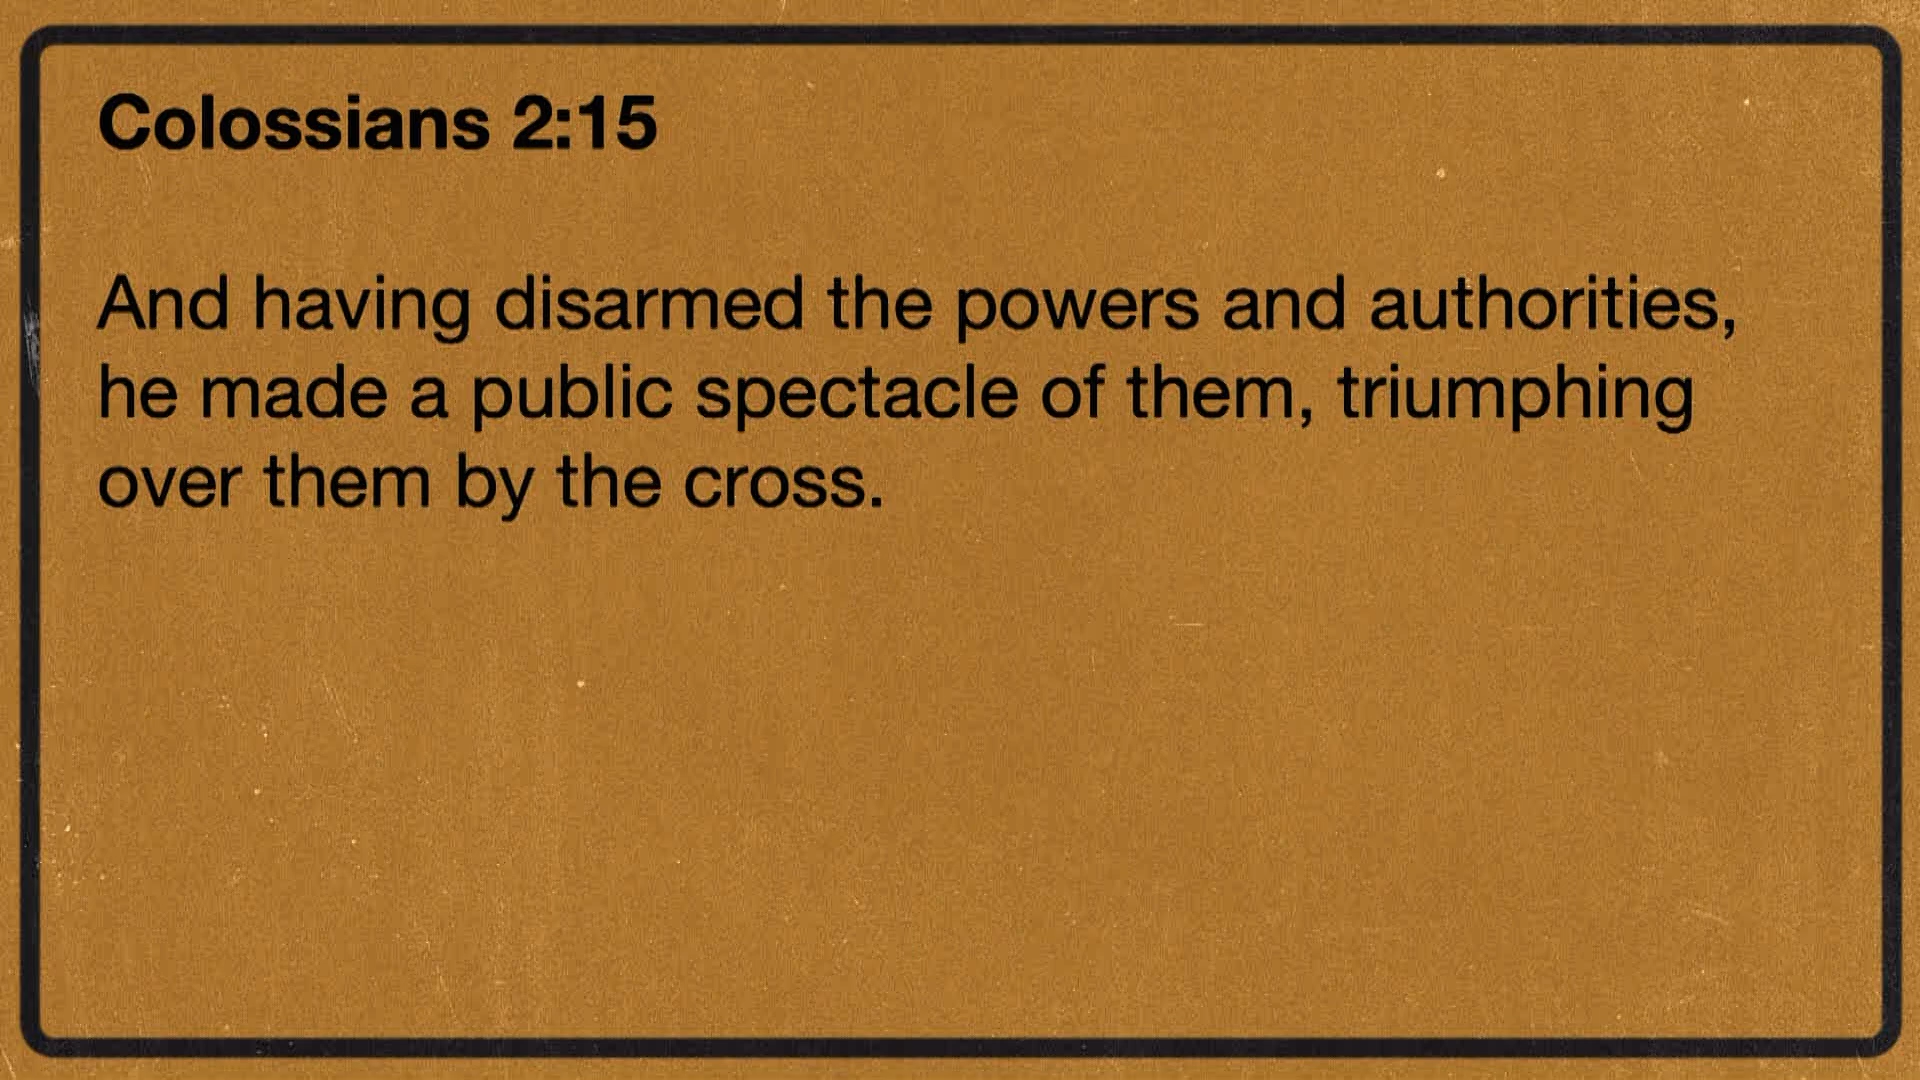 Colossians 2:15
And having disarmed the powers and authorities,
he made a public spectacle of them, triumphing
over them by the cross.